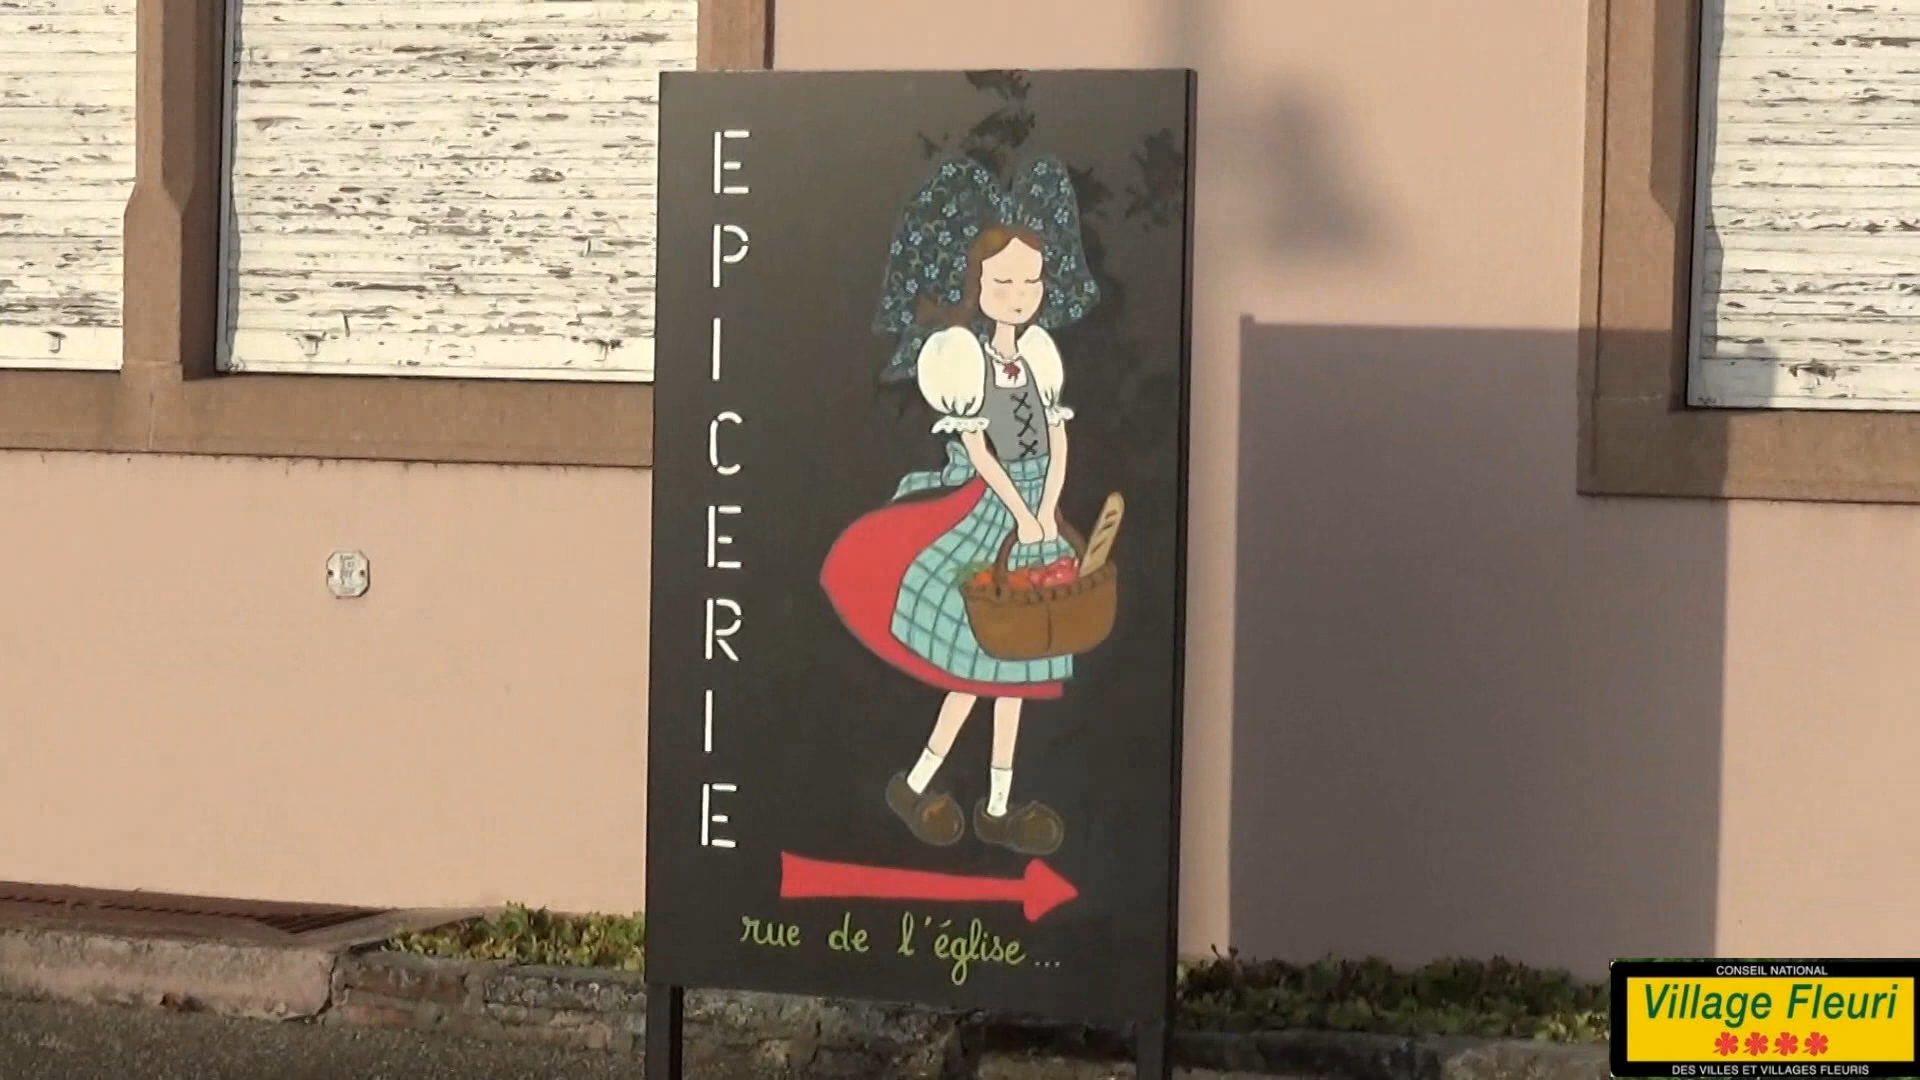 EPICERIE
rue de l'église...
CONSEIL NATIONAL
Village Fleuri
DES VILLES ET VILLAGES FLEURIS